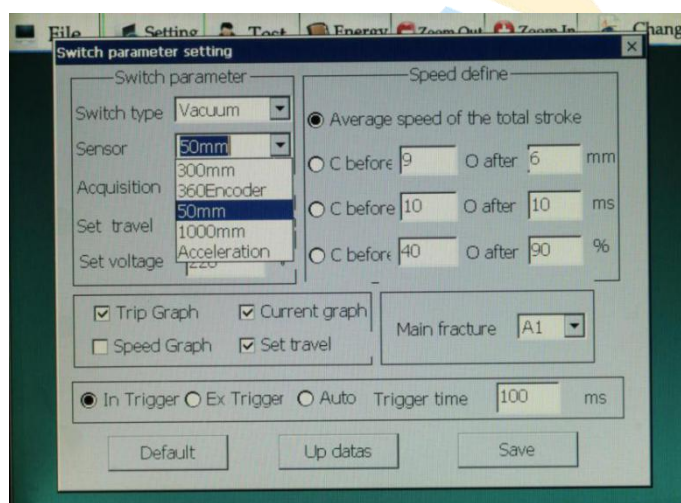 File Setting Test Energy Zoom Out Zoom In Chang
Switch parameter setting
Switch parameter
Switch type Vacuum
Sensor 50mm
300mm
360Encoder
50mm
1000mm
Acceleration
Acquisition
Set travel
Set voltage 220
Speed define
Average speed of the total stroke
C before 9 O after 6 mm
C before 10 O after 10 ms
C before 40 O after 90 %
Trip Graph Current graph
Speed Graph Set travel
Main fracture A1
In Trigger Ex Trigger Auto Trigger time 100 ms
Default Up datas Save